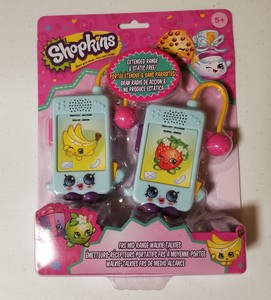 Shopkins
5+
EXTENDED RANGE
& STATIC FREE!
PORTÉE ÉTENDUE & SANS PARASITES!
GRAN RADIO DE ACCIÓN &
¡NO PRODUCE ESTÁTICA!
FRS MID RANGE WALKIE-TALKIES
ÉMETTEURS-RÉCEPTEURS PORTATIFS FRS À MOYENNE PORTÉE
WALKIE-TALKIES FRS DE MEDIO ALCANCE